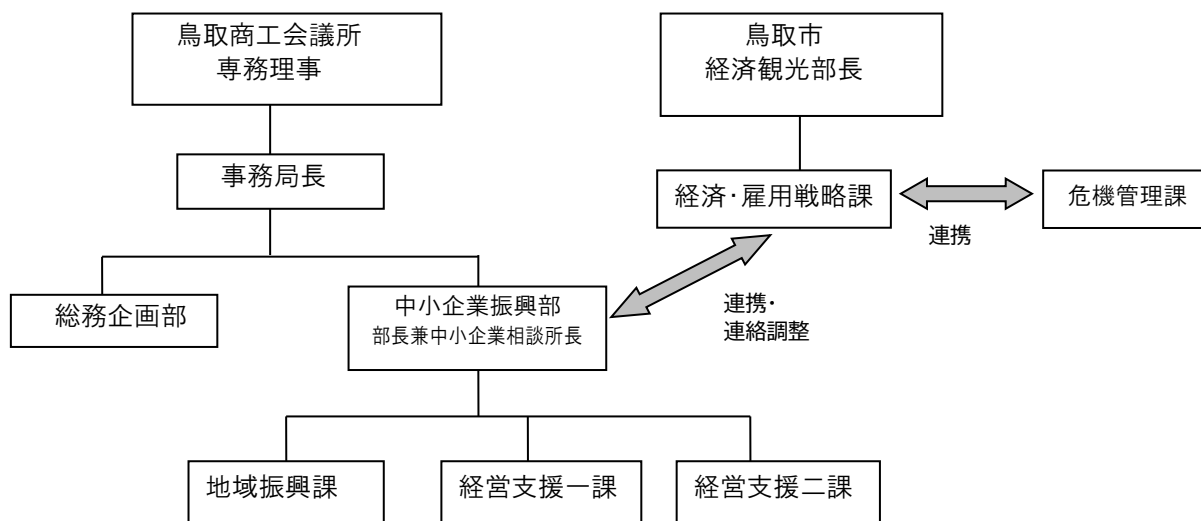 鳥取商工会議所
専務理事
鳥取市
経済観光部長
事務局長
経済・雇用戦略課
危機管理課
連携
総務企画部
中小企業振興部
部長兼中小企業相談所長
連携・
連絡調整
地域振興課
経営支援一課
経営支援二課